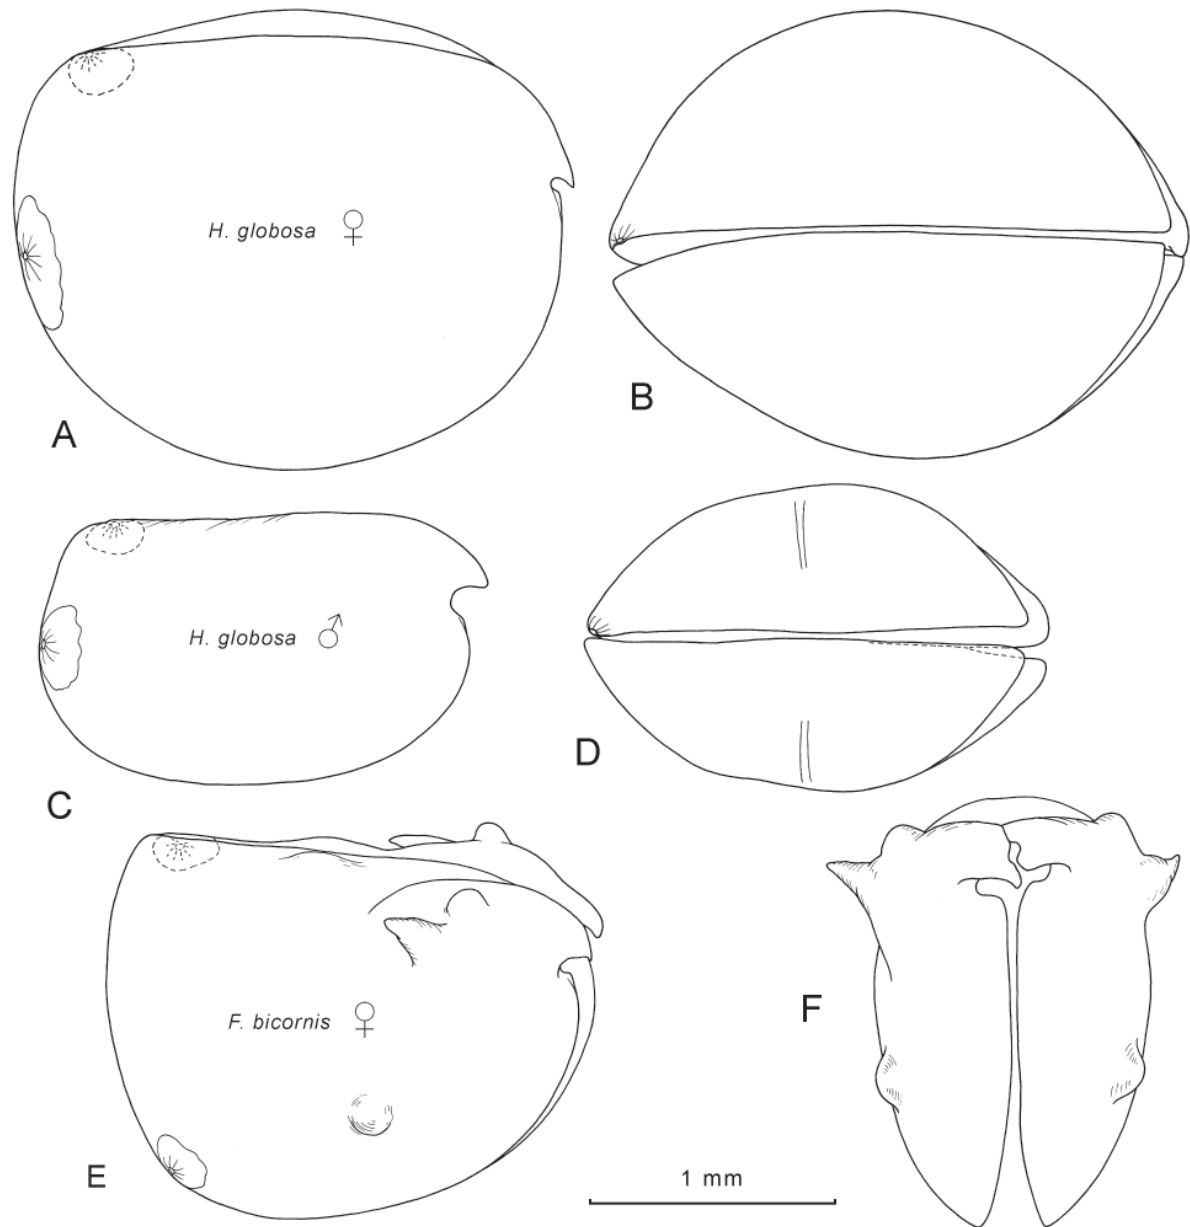 H. globosa ♀
A
B
H. globosa ♂
C
D
F. bicornis ♀
E
F
1 mm